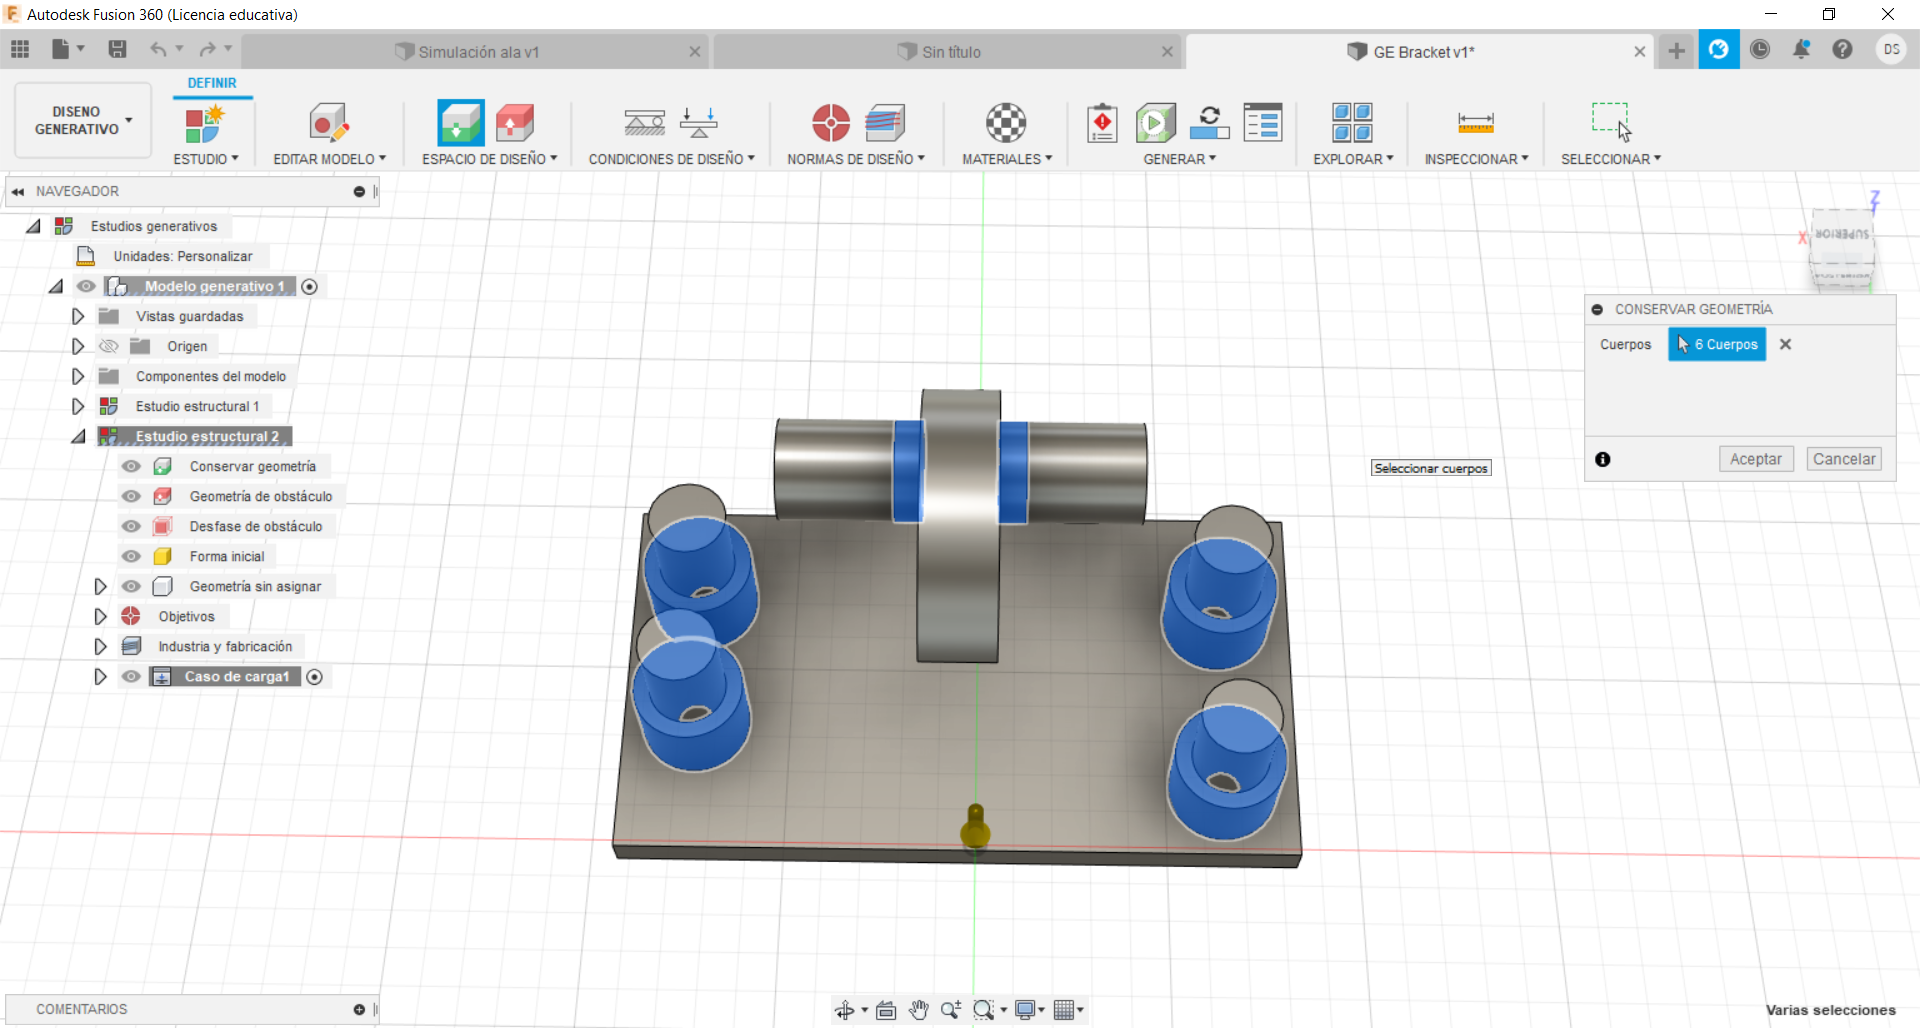 Autodesk Fusion 360 (Licencia educativa)
Simulación ala v1
Sin título
GE Bracket v1*
DS
DISENO
GENERATIVO
DEFINIR
ESTUDIO
EDITAR MODELO
ESPACIO DE DISEÑO
CONDICIONES DE DISEÑO
NORMAS DE DISEÑO
MATERIALES
GENERAR
EXPLORAR
INSPECCIONAR
SELECCIONAR
NAVEGADOR
Estudios generativos
Unidades: Personalizar
Modelo generativo 1
Vistas guardadas
Origen
Componentes del modelo
Estudio estructural 1
Estudio estructural 2
Conservar geometría
Geometría de obstáculo
Desfase de obstáculo
Forma inicial
Geometría sin asignar
Objetivos
Industria y fabricación
Caso de carga1
Z
X
SUPERIOR
CONSERVAR GEOMETRÍA
Cuerpos
6 Cuerpos
Aceptar
Cancelar
Seleccionar cuerpos
COMENTARIOS
Varias selecciones